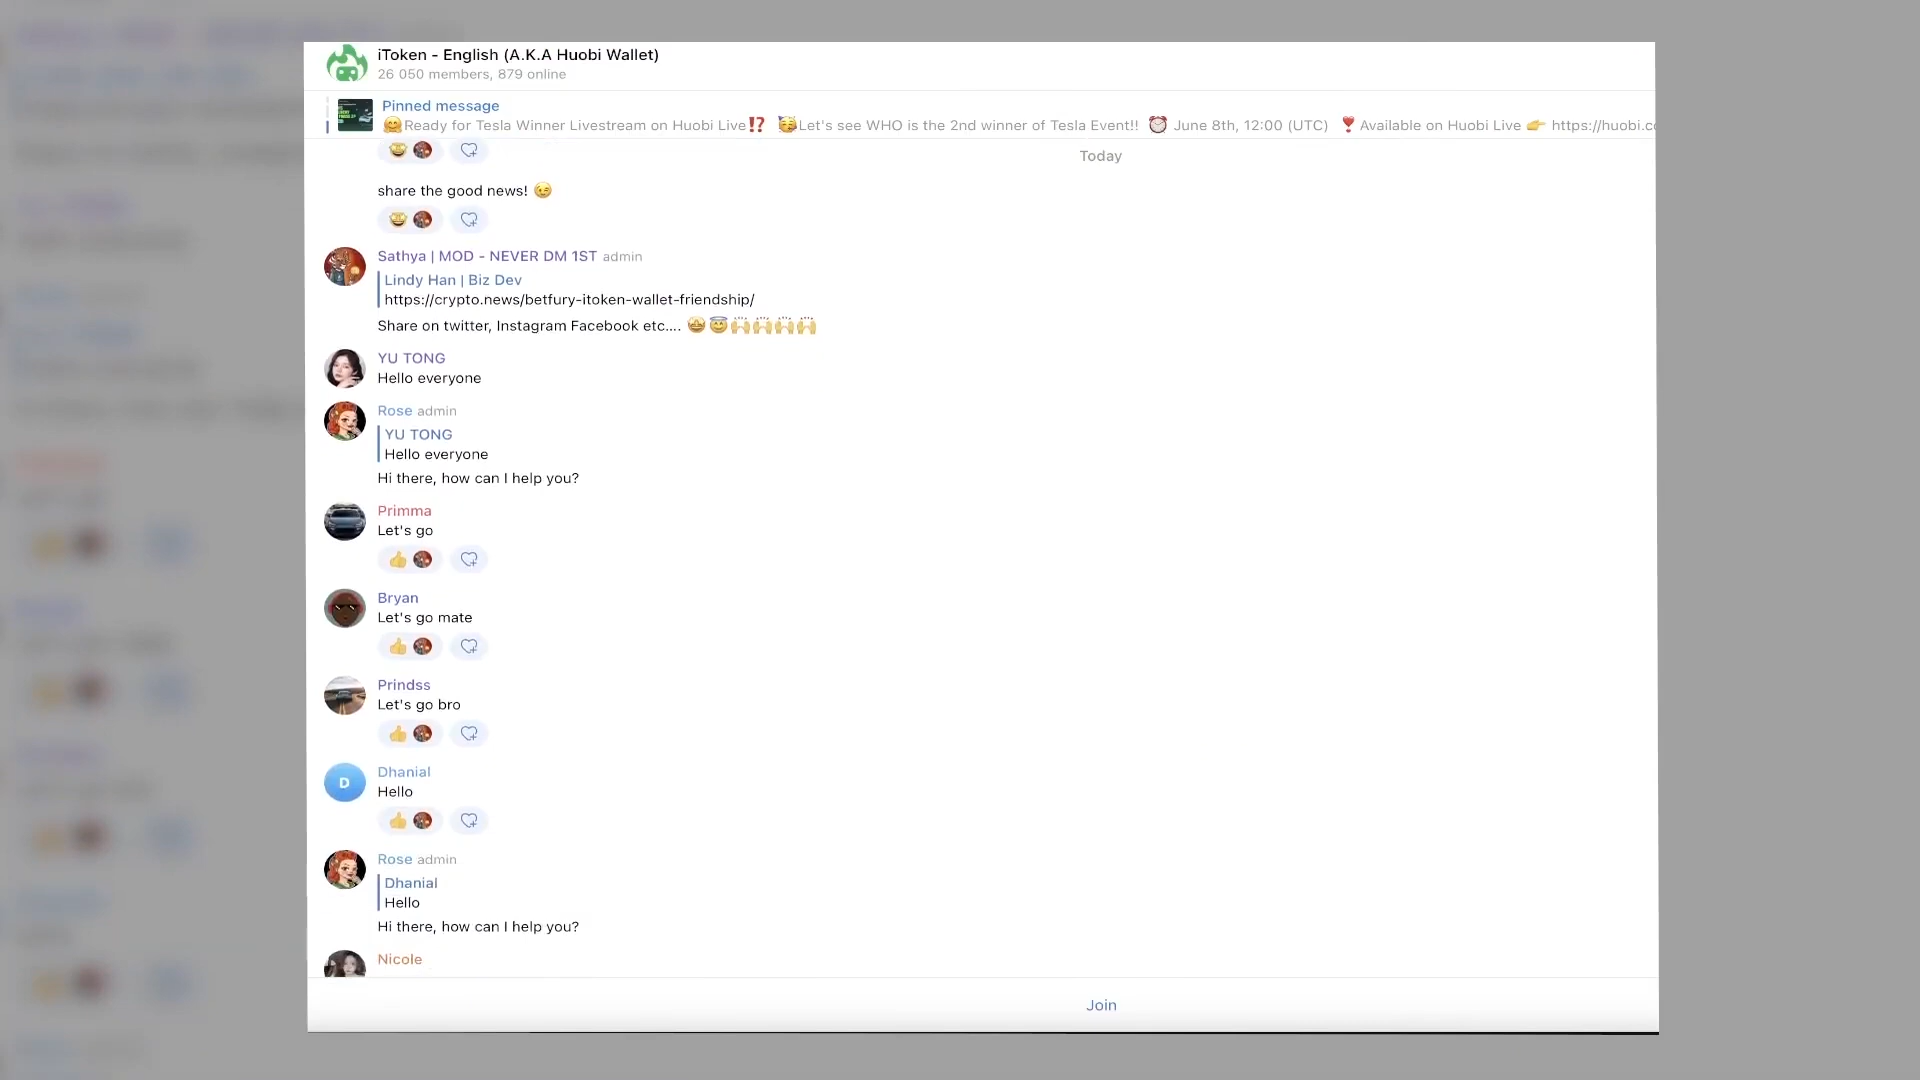 iToken - English (A.K.A Huobi Wallet)
26 050 members, 879 online
Pinned message
🤗Ready for Tesla Winner Livestream on Huobi Live⁉️ 🥳Let's see WHO is the 2nd winner of Tesla Event!! ⏰ June 8th, 12:00 (UTC) ❣️Available on Huobi Live 👉 https://huobi.c
Today
share the good news! 😉
Sathya | MOD - NEVER DM 1ST admin
Lindy Han | Biz Dev
https://crypto.news/betfury-itoken-wallet-friendship/
Share on twitter, Instagram Facebook etc.... 🤩😇🙌🙌🙌🙌
YU TONG
Hello everyone
Rose admin
YU TONG
Hello everyone
Hi there, how can I help you?
Primma
Let's go
Bryan
Let's go mate
Prindss
Let's go bro
D
Dhanial
Hello
Rose admin
Dhanial
Hello
Hi there, how can I help you?
Nicole
Join